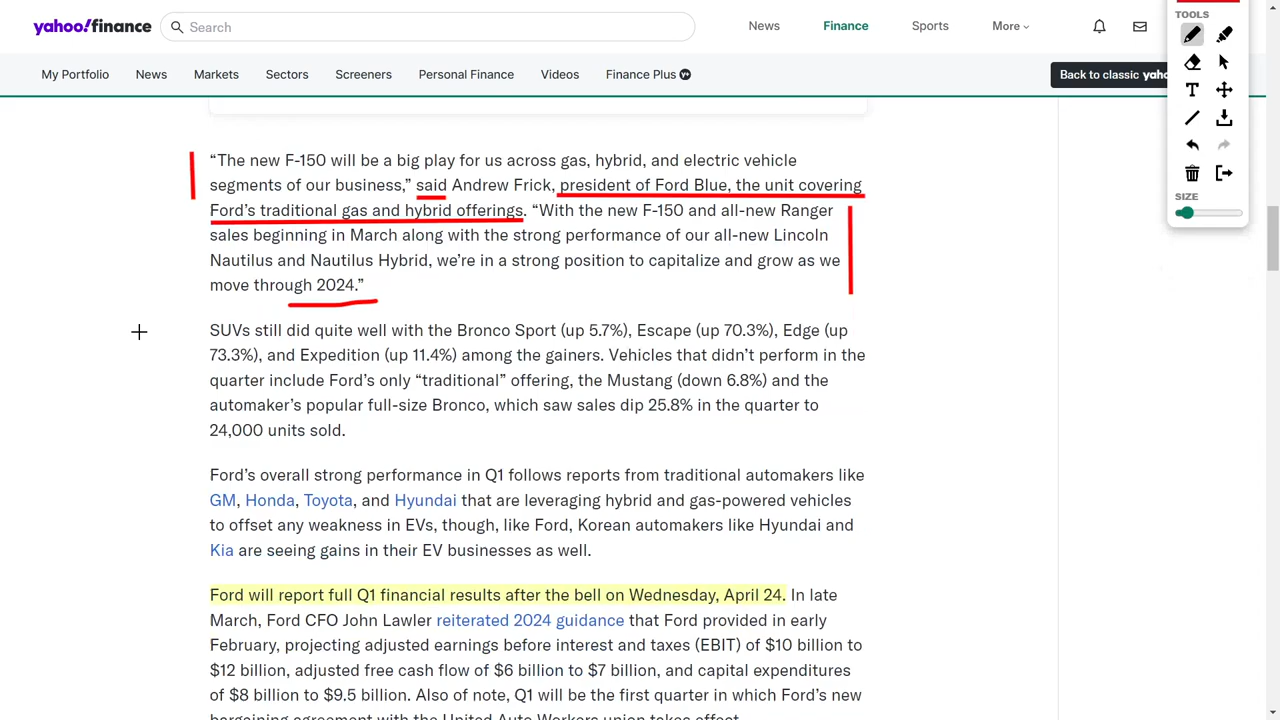 yahoo!finance
Search
News
Finance
Sports
More
My Portfolio
News
Markets
Sectors
Screeners
Personal Finance
Videos
Finance Plus
Back to classic yaho
TOOLS
T
SIZE
“The new F-150 will be a big play for us across gas, hybrid, and electric vehicle
segments of our business,” said Andrew Frick, president of Ford Blue, the unit covering
Ford’s traditional gas and hybrid offerings. “With the new F-150 and all-new Ranger
sales beginning in March along with the strong performance of our all-new Lincoln
Nautilus and Nautilus Hybrid, we’re in a strong position to capitalize and grow as we
move through 2024.”
SUVs still did quite well with the Bronco Sport (up 5.7%), Escape (up 70.3%), Edge (up
73.3%), and Expedition (up 11.4%) among the gainers. Vehicles that didn’t perform in the
quarter include Ford’s only “traditional” offering, the Mustang (down 6.8%) and the
automaker’s popular full-size Bronco, which saw sales dip 25.8% in the quarter to
24,000 units sold.
Ford’s overall strong performance in Q1 follows reports from traditional automakers like
GM, Honda, Toyota, and Hyundai that are leveraging hybrid and gas-powered vehicles
to offset any weakness in EVs, though, like Ford, Korean automakers like Hyundai and
Kia are seeing gains in their EV businesses as well.
Ford will report full Q1 financial results after the bell on Wednesday, April 24. In late
March, Ford CFO John Lawler reiterated 2024 guidance that Ford provided in early
February, projecting adjusted earnings before interest and taxes (EBIT) of $10 billion to
$12 billion, adjusted free cash flow of $6 billion to $7 billion, and capital expenditures
of $8 billion to $9.5 billion. Also of note, Q1 will be the first quarter in which Ford’s new
bargaining agreement with the United Auto Workers union takes effect.